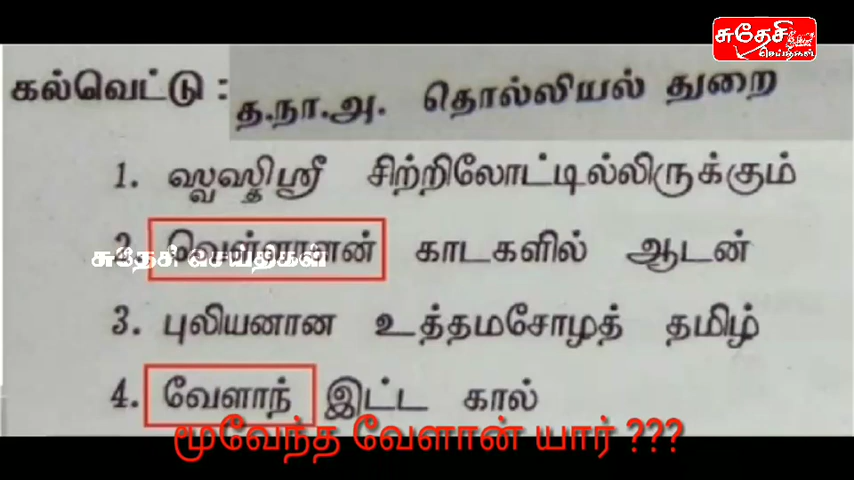 சுதேசி
செய்திகள்
கல்வெட்டு : த.நா.அ. தொல்லியல் துறை
1. ஸ்வஸ்திஸ்ரீ சிற்றிலோட்டில்லிருக்கும்
2. வெள்ளாளன் காடகளில் ஆடன்
சுதேசி செய்திகள்
3. புலியனான உத்தமசோழத் தமிழ்
4. வேளாந் இட்ட கால்
மூவேந்த வேளான் யார் ???